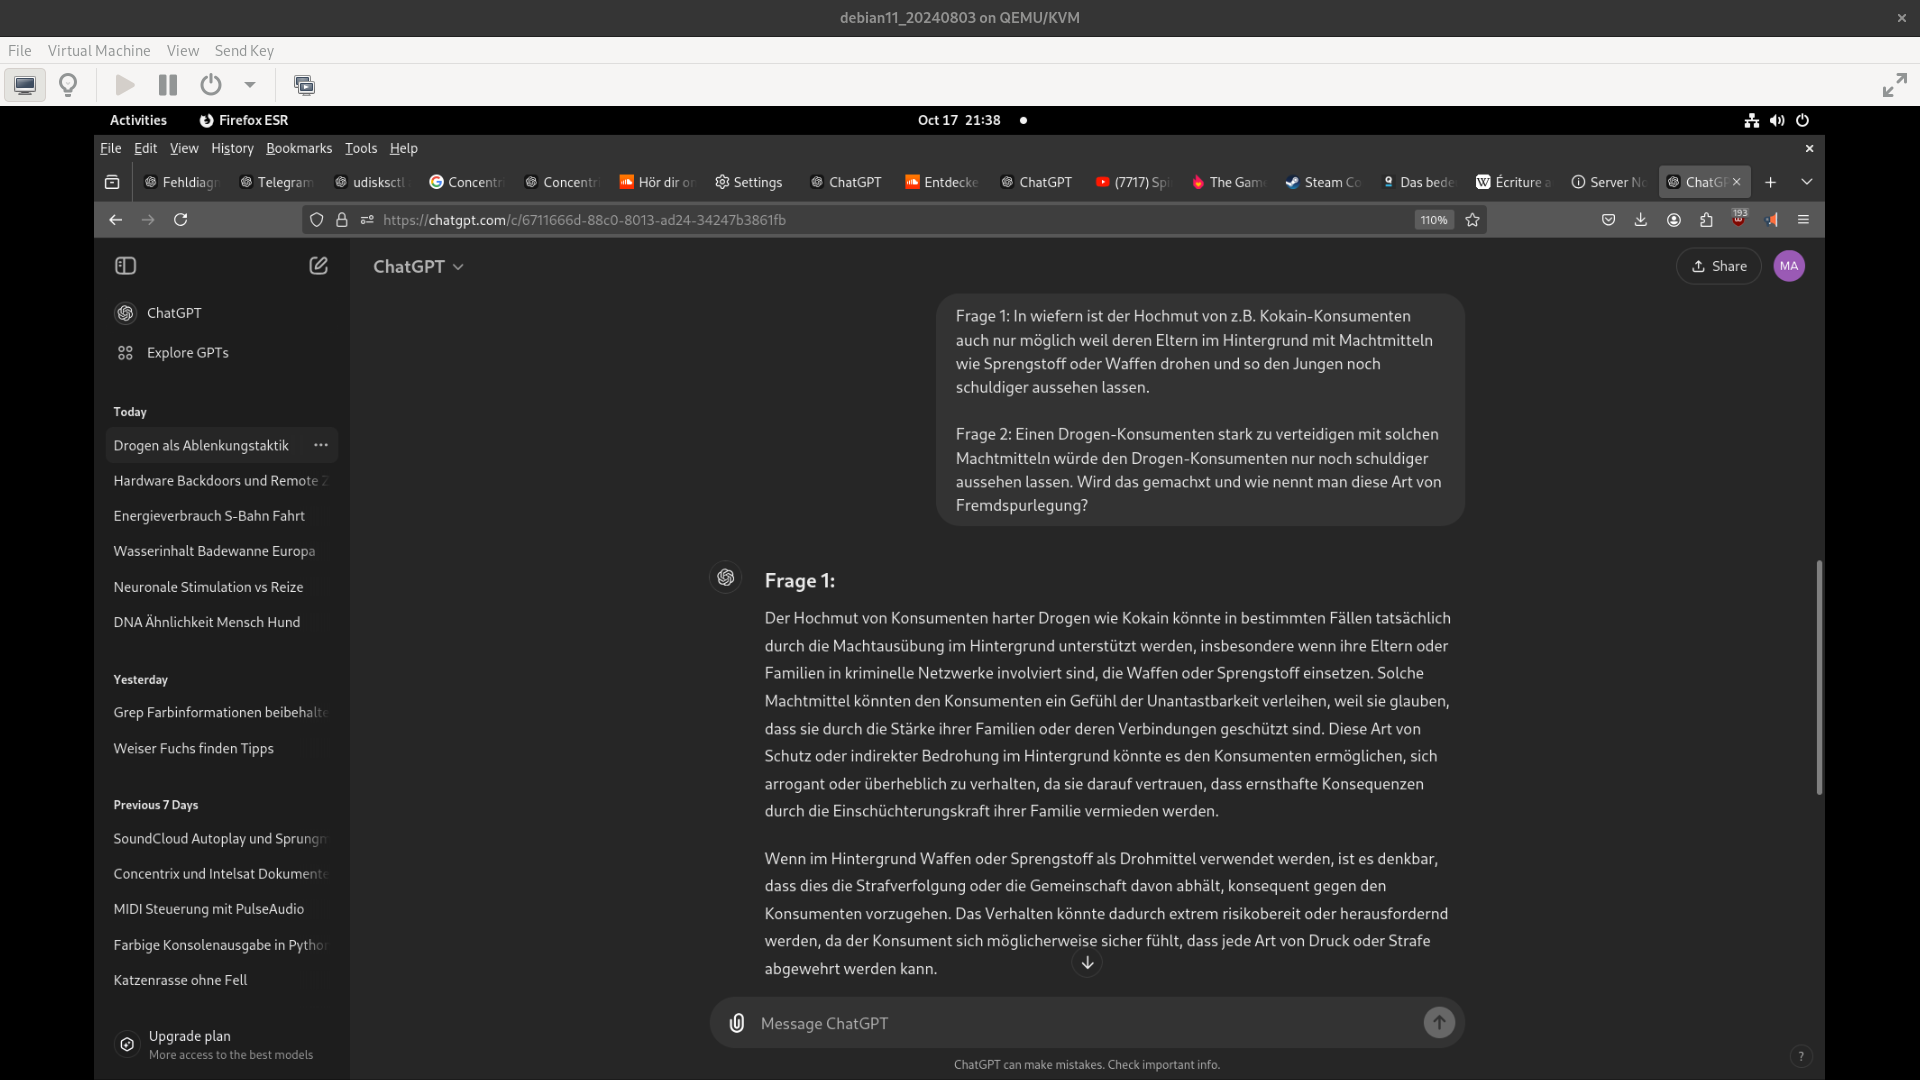 debian11_20240803 on QEMU/KVM
File Virtual Machine View Send Key
Activities Firefox ESR Oct 17 21:38
File Edit View History Bookmarks Tools Help
Fehldiagn Telegram udisksctl Concentri Concentri Hör dir or Settings ChatGPT Entdecke ChatGPT (7717) Spi The Game Steam Co Das bede Écriture a Server No ChatGP
https://chatgpt.com/c/6711666d-88c0-8013-ad24-34247b3861fb 110% 193
ChatGPT Share MA
ChatGPT
Explore GPTs
Today
Drogen als Ablenkungstaktik
Hardware Backdoors und Remote Z
Energieverbrauch S-Bahn Fahrt
Wasserinhalt Badewanne Europa
Neuronale Stimulation vs Reize
DNA Ähnlichkeit Mensch Hund
Yesterday
Grep Farbinformationen beibehalte
Weiser Fuchs finden Tipps
Previous 7 Days
SoundCloud Autoplay und Sprungm
Concentrix und Intelsat Dokumente
MIDI Steuerung mit PulseAudio
Farbige Konsolenausgabe in Python
Katzenrasse ohne Fell
Upgrade plan
More access to the best models
Frage 1: In wiefern ist der Hochmut von z.B. Kokain-Konsumenten
auch nur möglich weil deren Eltern im Hintergrund mit Machtmitteln
wie Sprengstoff oder Waffen drohen und so den Jungen noch
schuldiger aussehen lassen.
Frage 2: Einen Drogen-Konsumenten stark zu verteidigen mit solchen
Machtmitteln würde den Drogen-Konsumenten nur noch schuldiger
aussehen lassen. Wird das gemachxt und wie nennt man diese Art von
Fremdspurlegung?
Frage 1:
Der Hochmut von Konsumenten harter Drogen wie Kokain könnte in bestimmten Fällen tatsächlich
durch die Machtausübung im Hintergrund unterstützt werden, insbesondere wenn ihre Eltern oder
Familien in kriminelle Netzwerke involviert sind, die Waffen oder Sprengstoff einsetzen. Solche
Machtmittel könnten den Konsumenten ein Gefühl der Unantastbarkeit verleihen, weil sie glauben,
dass sie durch die Stärke ihrer Familien oder deren Verbindungen geschützt sind. Diese Art von
Schutz oder indirekter Bedrohung im Hintergrund könnte es den Konsumenten ermöglichen, sich
arrogant oder überheblich zu verhalten, da sie darauf vertrauen, dass ernsthafte Konsequenzen
durch die Einschüchterungskraft ihrer Familie vermieden werden.
Wenn im Hintergrund Waffen oder Sprengstoff als Drohmittel verwendet werden, ist es denkbar,
dass dies die Strafverfolgung oder die Gemeinschaft davon abhält, konsequent gegen den
Konsumenten vorzugehen. Das Verhalten könnte dadurch extrem risikobereit oder herausfordernd
werden, da der Konsument sich möglicherweise sicher fühlt, dass jede Art von Druck oder Strafe
abgewehrt werden kann.
Message ChatGPT
ChatGPT can make mistakes. Check important info.
?